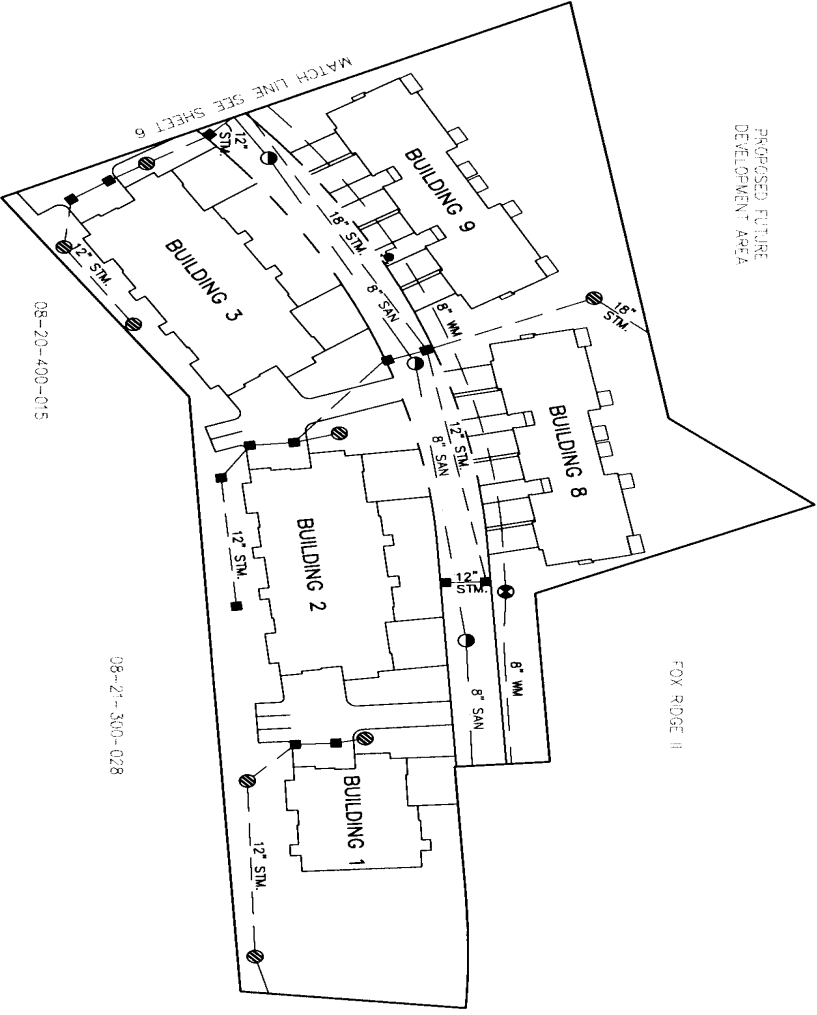 PROPOSED FUTURE
DEVELOPMENT AREA
MATCH LINE SEE SHEET 6
BUILDING 9
12"
STM.
18" STM.
8" SAN
8" WM
18"
STM.
BUILDING 3
12" STM.
08-20-400-015
BUILDING 8
12" STM.
8" SAN
BUILDING 2
12" STM.
12"
STM.
8" WM
8" SAN
FOX RIDGE II
08-21-300-028
BUILDING 1
12" STM.